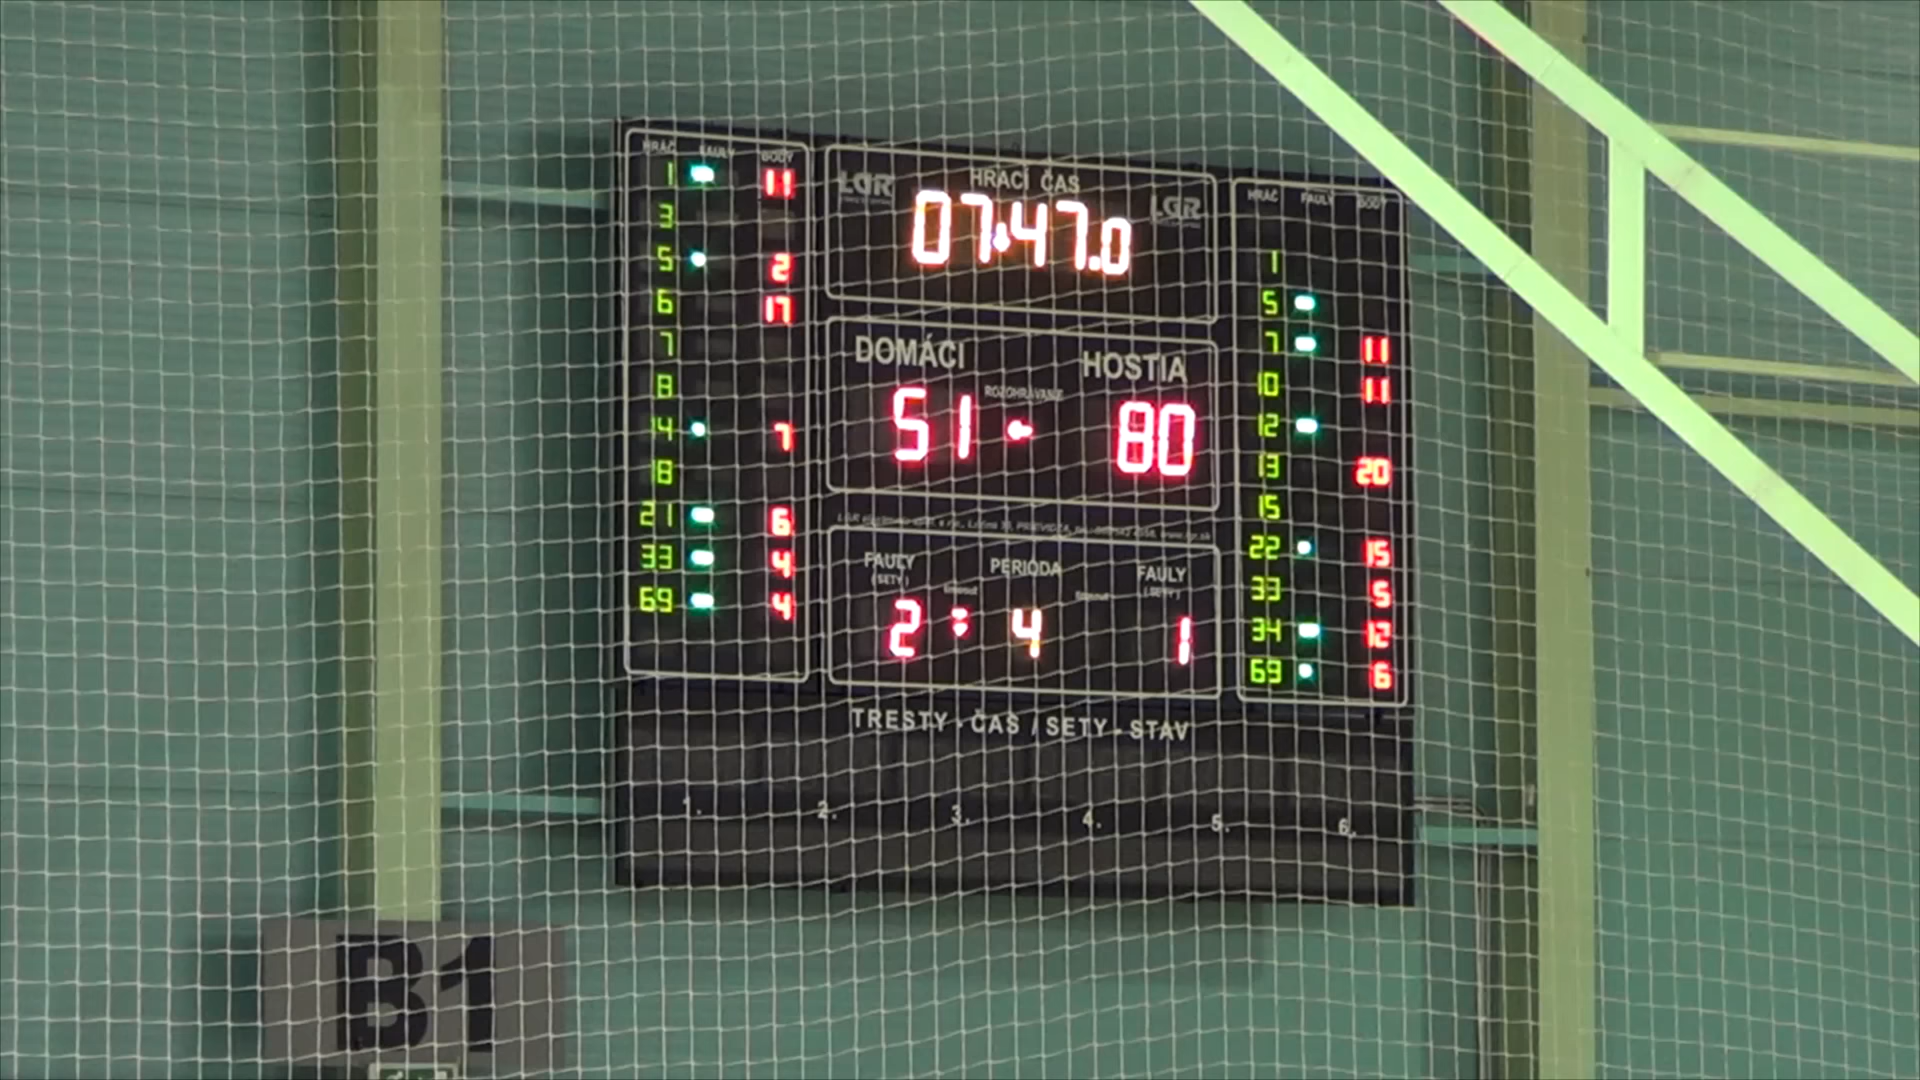 HRÁČ FAULY BODY
1 11
3
5 2
6 17
7
8
14 7
18
21 6
33 4
69 4
LGR HRACÍ ČAS LGR
07:47.0
DOMÁCI HOSTIA
ROZOHRÁVANIE
51 80
FAULY PERIÓDA FAULY
(SETY) (SETY)
2 4 1
HRÁČ FAULY BODY
1
5
7 11
10 11
12
13 20
15
22 15
33 5
34 12
69 6
TRESTY - ČAS / SETY - STAV
1. 2. 3. 4. 5. 6.
B1